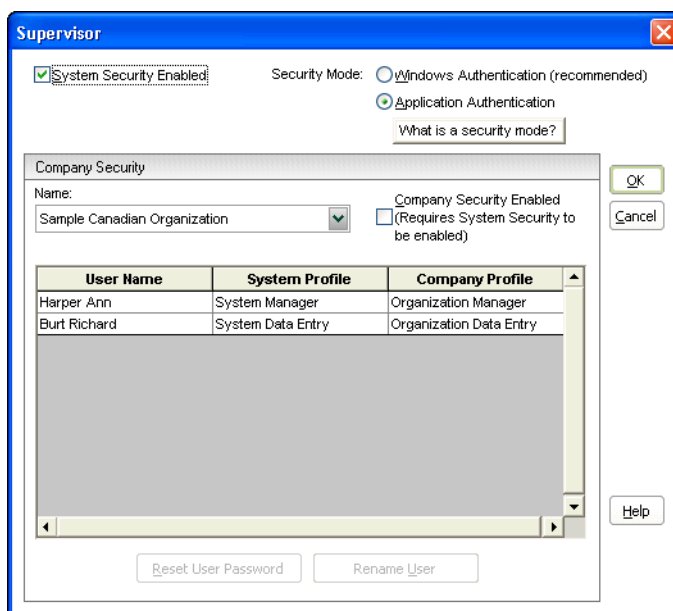 Supervisor
System Security Enabled
Security Mode:
Windows Authentication (recommended)
Application Authentication
What is a security mode?
Company Security
Name:
Sample Canadian Organization
Company Security Enabled
(Requires System Security to
be enabled)
OK
Cancel
User Name System Profile Company Profile
Harper Ann System Manager Organization Manager
Burt Richard System Data Entry Organization Data Entry
Help
Reset User Password
Rename User